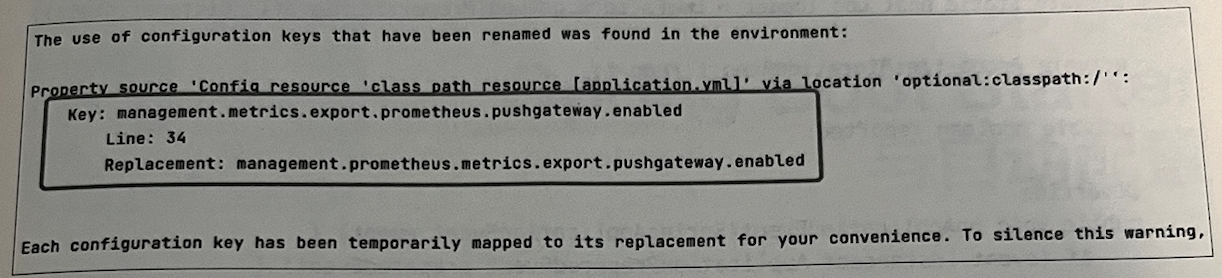 The use of configuration keys that have been renamed was found in the environment:
Property source 'Config resource 'class path resource [application.yml]' via location 'optional:classpath:/'':
Key: management.metrics.export.prometheus.pushgateway.enabled
Line: 34
Replacement: management.prometheus.metrics.export.pushgateway.enabled
Each configuration key has been temporarily mapped to its replacement for your convenience. To silence this warning,